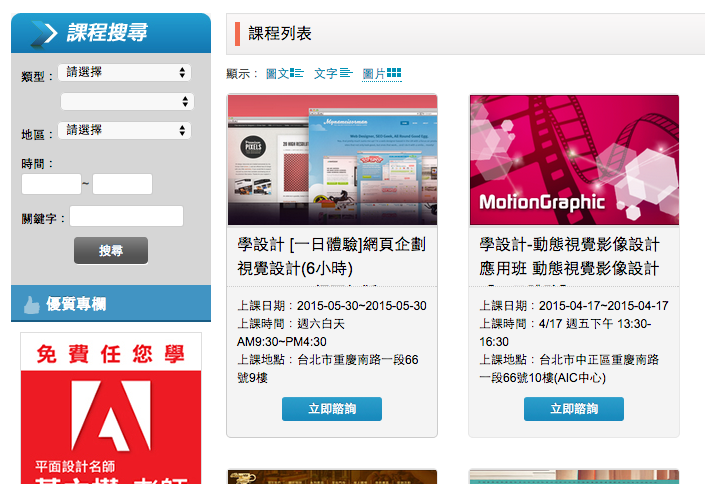 課程搜尋
類型：
請選擇
地區：
請選擇
時間：
~
關鍵字：
搜尋
優質專欄
免費任您學
平面設計名師
課程列表
顯示： 圖文 文字 圖片
學設計 [一日體驗]網頁企劃
視覺設計(6小時)
上課日期：2015-05-30~2015-05-30
上課時間：週六白天
AM9:30~PM4:30
上課地點：台北市重慶南路一段66
號9樓
立即諮詢
MotionGraphic
學設計-動態視覺影像設計
應用班 動態視覺影像設計
上課日期：2015-04-17~2015-04-17
上課時間：4/17 週五下午 13:30-
16:30
上課地點：台北市中正區重慶南路
一段66號10樓(AIC中心)
立即諮詢